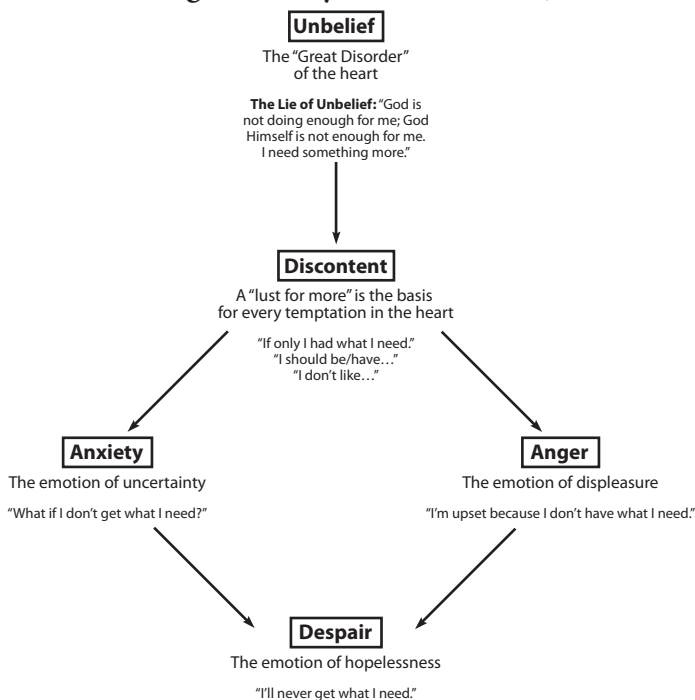 Unbelief
The “Great Disorder”
of the heart
The Lie of Unbelief: “God is
not doing enough for me; God
Himself is not enough for me.
I need something more.”
Discontent
A “lust for more” is the basis
for every temptation in the heart
“If only I had what I need.”
“I should be/have…”
“I don’t like…”
Anxiety
The emotion of uncertainty
“What if I don’t get what I need?”
Anger
The emotion of displeasure
“I’m upset because I don’t have what I need.”
Despair
The emotion of hopelessness
“I’ll never get what I need.”